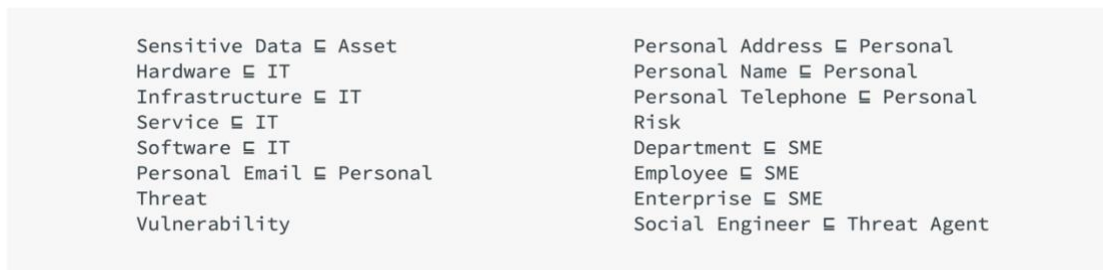 Sensitive Data ⊑ Asset
Hardware ⊑ IT
Infrastructure ⊑ IT
Service ⊑ IT
Software ⊑ IT
Personal Email ⊑ Personal
Threat
Vulnerability
Personal Address ⊑ Personal
Personal Name ⊑ Personal
Personal Telephone ⊑ Personal
Risk
Department ⊑ SME
Employee ⊑ SME
Enterprise ⊑ SME
Social Engineer ⊑ Threat Agent